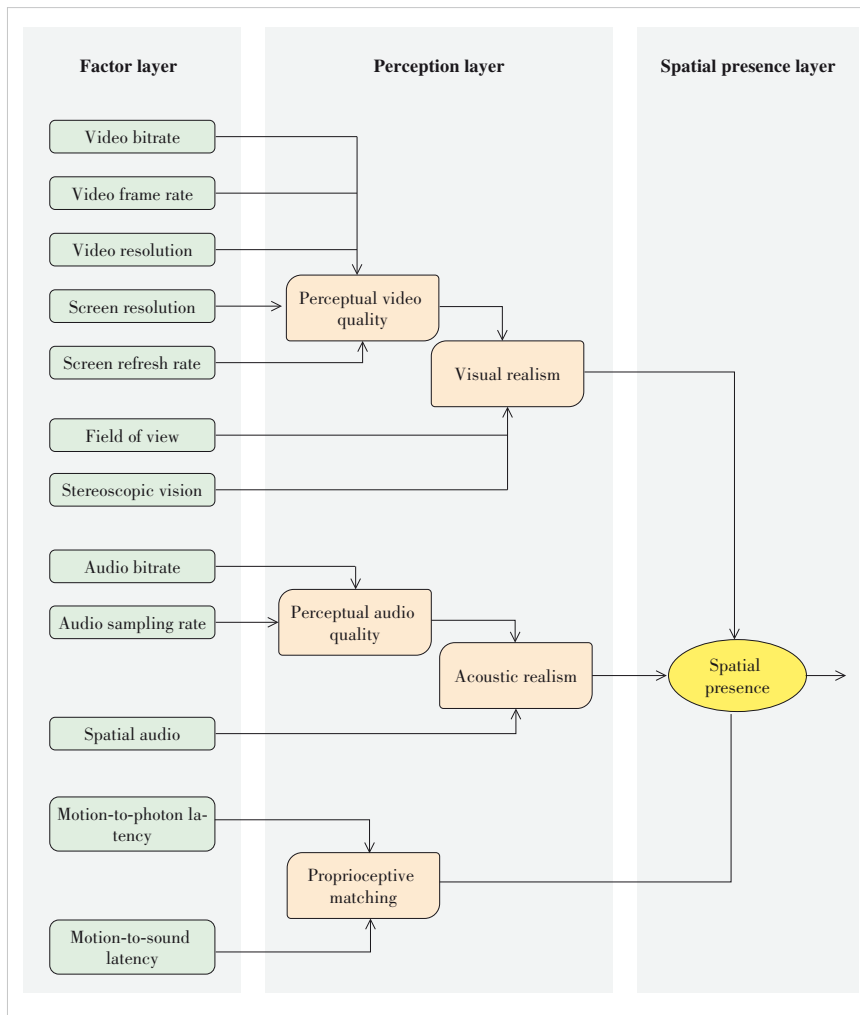 Factor layer
Perception layer
Spatial presence layer
Video bitrate
Video frame rate
Video resolution
Screen resolution
Perceptual video
quality
Screen refresh rate
Visual realism
Field of view
Stereoscopic vision
Audio bitrate
Audio sampling rate
Perceptual audio
quality
Acoustic realism
Spatial
presence
Spatial audio
Motion-to-photon la-
tency
Proprioceptive
matching
Motion-to-sound
latency